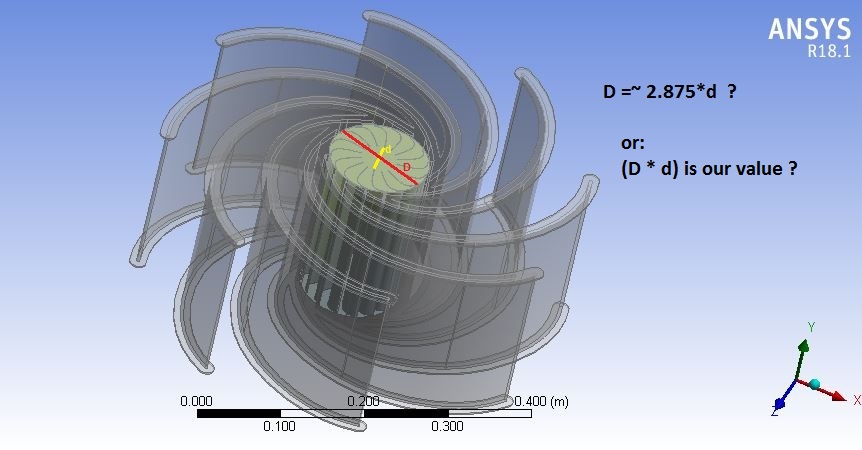 ANSYS
R18.1
D =~ 2.875*d ?
or:
(D * d) is our value ?
d
D
0.000
0.200
0.400 (m)
0.100
0.300
Y
X
Z